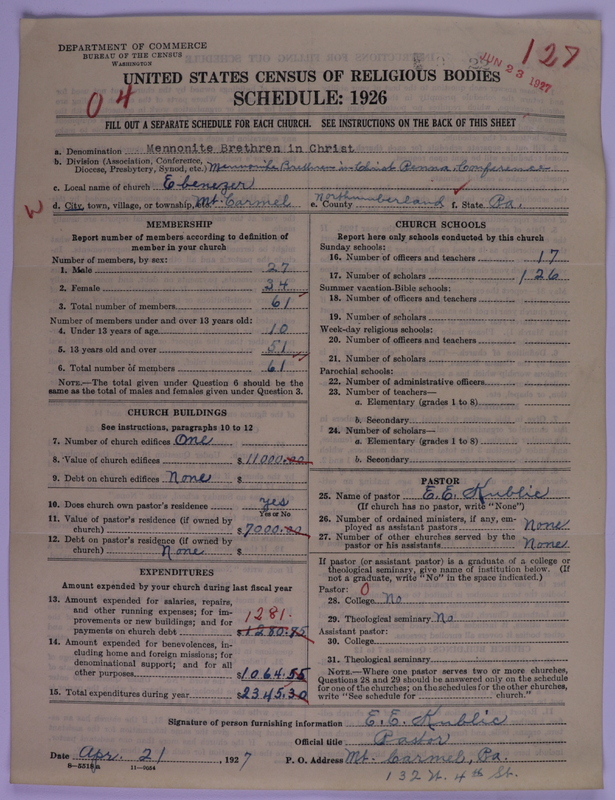 DEPARTMENT OF COMMERCE
BUREAU OF THE CENSUS
WASHINGTON
JUN 23 1927
127
UNITED STATES CENSUS OF RELIGIOUS BODIES
SCHEDULE: 1926
04
FILL OUT A SEPARATE SCHEDULE FOR EACH CHURCH. SEE INSTRUCTIONS ON THE BACK OF THIS SHEET
a. Denomination Mennonite Brethren in Christ
b. Division (Association, Conference, Diocese, Presbytery, Synod, etc.) Mennonite Brethren in Christ Penna Conference
c. Local name of church Ebenezer
d. City, town, village, or township, etc. Mt. Carmel e. County Northumberland f. State Pa.
MEMBERSHIP
Report number of members according to definition of
member in your church
Number of members, by sex:
1. Male 27
2. Female 34
3. Total number of members 61
Number of members under and over 13 years old:
4. Under 13 years of age 10
5. 13 years old and over 51
6. Total number of members 61
NOTE.—The total given under Question 6 should be the
same as the total of males and females given under Question 3.
CHURCH BUILDINGS
See instructions, paragraphs 10 to 12
7. Number of church edifices One
8. Value of church edifices $ 11000.00
9. Debt on church edifices None $
10. Does church own pastor's residence yes
Yes or No
11. Value of pastor's residence (if owned by
church) $ 7000.00
12. Debt on pastor's residence (if owned by
church) None $
EXPENDITURES
Amount expended by your church during last fiscal year
13. Amount expended for salaries, repairs,
and other running expenses; for im-
provements or new buildings; and for
payments on church debt $ 1280.85
1281.
14. Amount expended for benevolences, in-
cluding home and foreign missions; for
denominational support; and for all
other purposes $ 1064.55
15. Total expenditures during year $ 2345.30
CHURCH SCHOOLS
Report here only schools conducted by this church
Sunday schools:
16. Number of officers and teachers 17
17. Number of scholars 126
Summer vacation-Bible schools:
18. Number of officers and teachers
19. Number of scholars
Week-day religious schools:
20. Number of officers and teachers
21. Number of scholars
Parochial schools:
22. Number of administrative officers
23. Number of teachers—
a. Elementary (grades 1 to 8)
b. Secondary
24. Number of scholars—
a. Elementary (grades 1 to 8)
b. Secondary
PASTOR
25. Name of pastor E. E. Kublic
(If church has no pastor, write "None")
26. Number of ordained ministers, if any, em-
ployed as assistant pastors None
27. Number of other churches served by the
pastor or his assistants None
If pastor (or assistant pastor) is a graduate of a college or
theological seminary, give name of institution below. (If
not a graduate, write "No" in the space indicated.)
Pastor: 0
28. College No
29. Theological seminary No
Assistant pastor:
30. College
31. Theological seminary
NOTE.—Where one pastor serves two or more churches,
Questions 28 and 29 should be answered only on the schedule
for one of the churches; on the schedules for the other churches,
write "See schedule for church."
Signature of person furnishing information E. E. Kublic
Official title Pastor
Date Apr. 21, 1927 P. O. Address Mt. Carmel, Pa.
132 W. 4th St.
8—5518a 11—9684